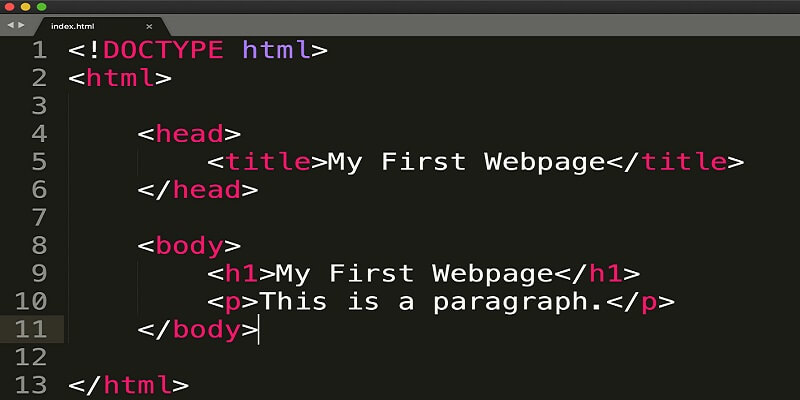 index.html
1 <!DOCTYPE html>
2 <html>
3
4 <head>
5 <title>My First Webpage</title>
6 </head>
7
8 <body>
9 <h1>My First Webpage</h1>
10 <p>This is a paragraph.</p>
11 </body>
12
13 </html>